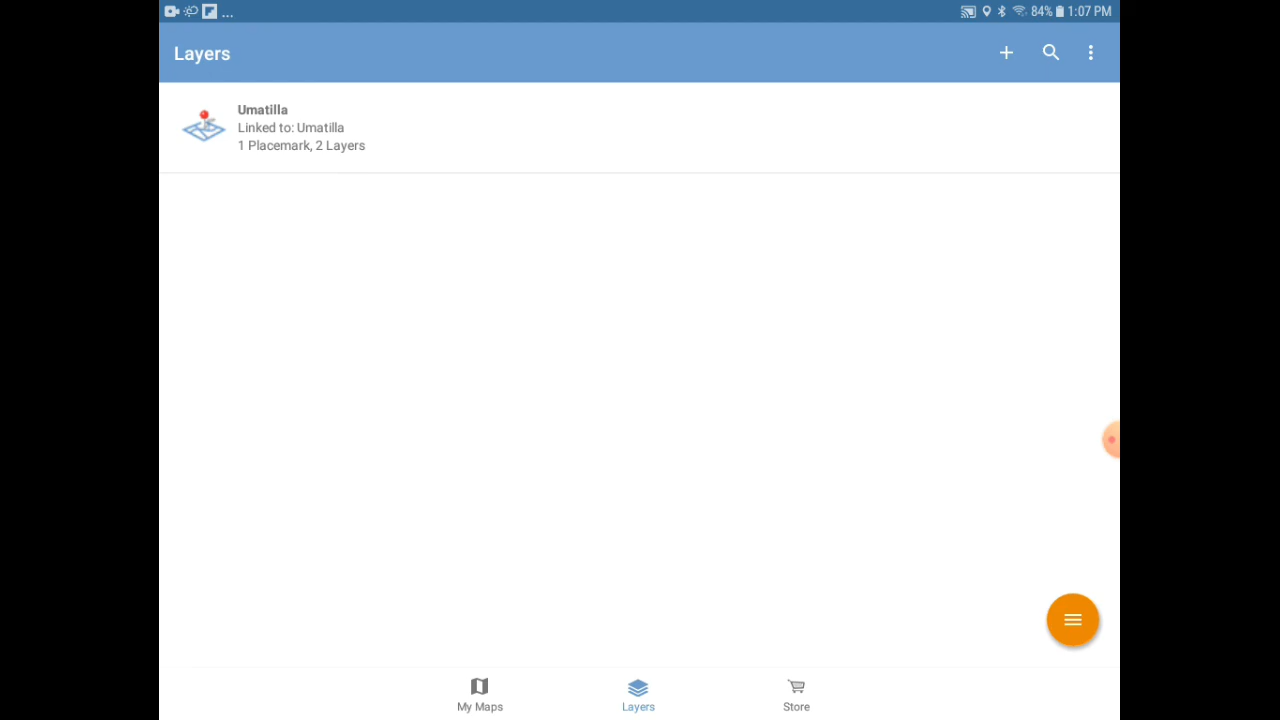 ... 84% 1:07 PM
Layers
Umatilla
Linked to: Umatilla
1 Placemark, 2 Layers
My Maps Layers Store